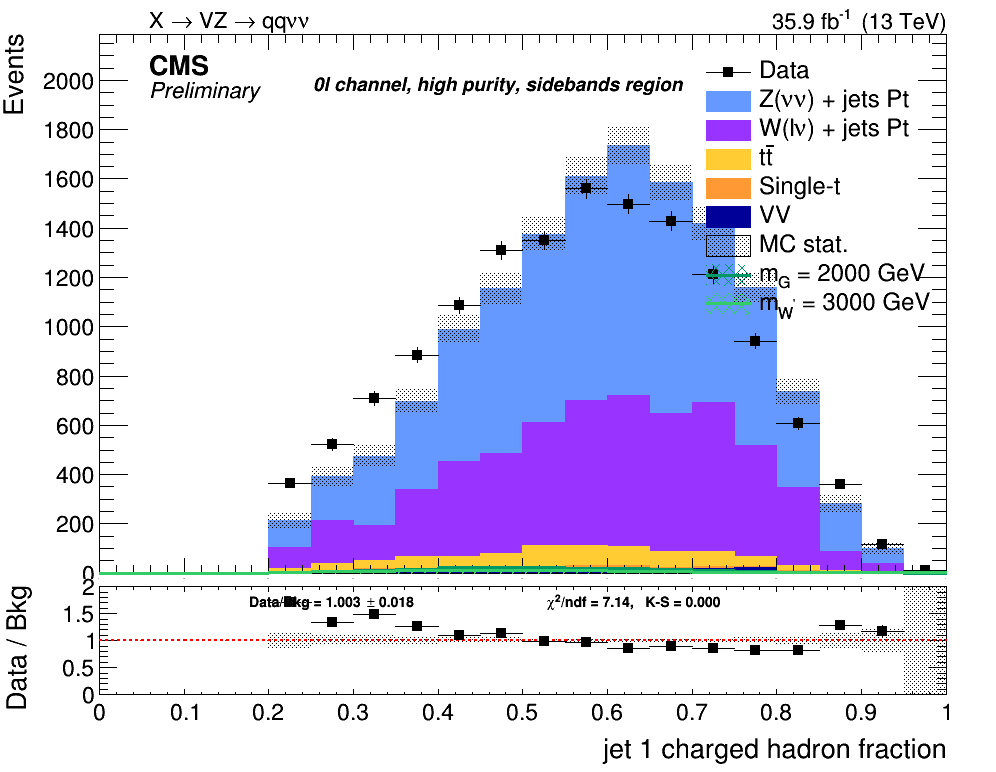 X → VZ → qqνν
35.9 fb⁻¹ (13 TeV)
Events
CMS
Preliminary
0l channel, high purity, sidebands region
Data
Z(νν) + jets Pt
W(lν) + jets Pt
tt̄
Single-t
VV
MC stat.
m_G = 2000 GeV
m_W' = 3000 GeV
2000
1800
1600
1400
1200
1000
800
600
400
200
0
Data / Bkg
2
1.5
1
0.5
0
Data/Bkg = 1.003 ± 0.018
χ²/ndf = 7.14, K-S = 0.000
0 0.1 0.2 0.3 0.4 0.5 0.6 0.7 0.8 0.9 1
jet 1 charged hadron fraction